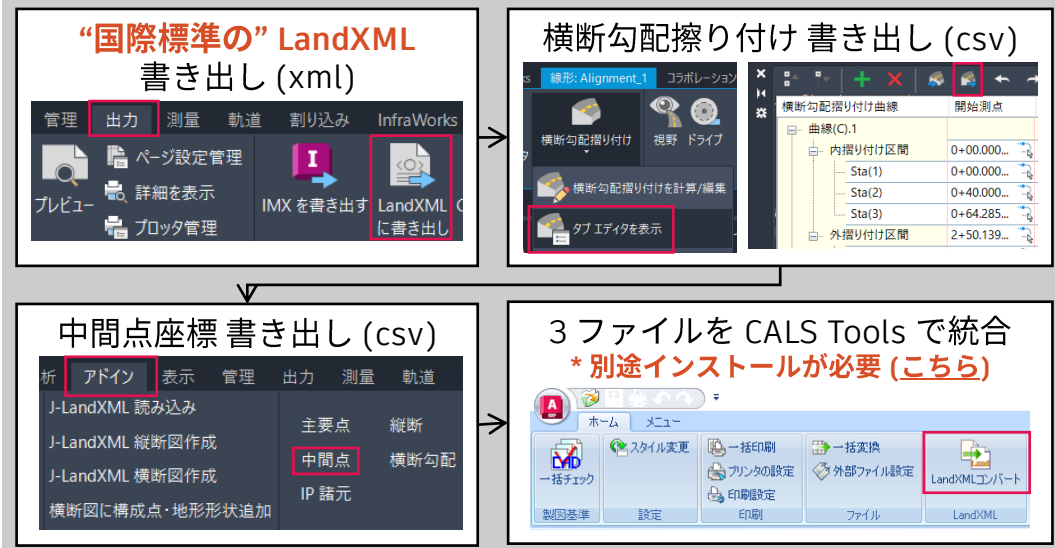 “国際標準の” LandXML
書き出し (xml)
管理 出力 測量 軌道 割り込み InfraWorks
プレビュー
ページ設定管理
詳細を表示
プロッタ管理
IMX を書き出す
LandXML
に書き出し
横断勾配擦り付け 書き出し (csv)
線形: Alignment_1 コラボレーション
横断勾配摺り付け
視野 ドライブ
横断勾配摺り付けを計算/編集
タブ エディタを表示
横断勾配摺り付け曲線 開始測点
曲線(C).1
内摺り付け区間 0+00.000...
Sta(1) 0+00.000...
Sta(2) 0+40.000...
Sta(3) 0+64.285...
外摺り付け区間 2+50.139...
中間点座標 書き出し (csv)
析 アドイン 表示 管理 出力 測量 軌道
J-LandXML 読み込み
J-LandXML 縦断図作成
J-LandXML 横断図作成
横断図に構成点・地形形状追加
主要点 縦断
中間点 横断勾配
IP 諸元
3 ファイルを CALS Tools で統合
* 別途インストールが必要 (こちら)
ホーム メニュー
一括チェック
スタイル変更
一括印刷
プリンタの設定
印刷設定
一括変換
外部ファイル設定
LandXMLコンバート
製図基準 設定 印刷 ファイル LandXML